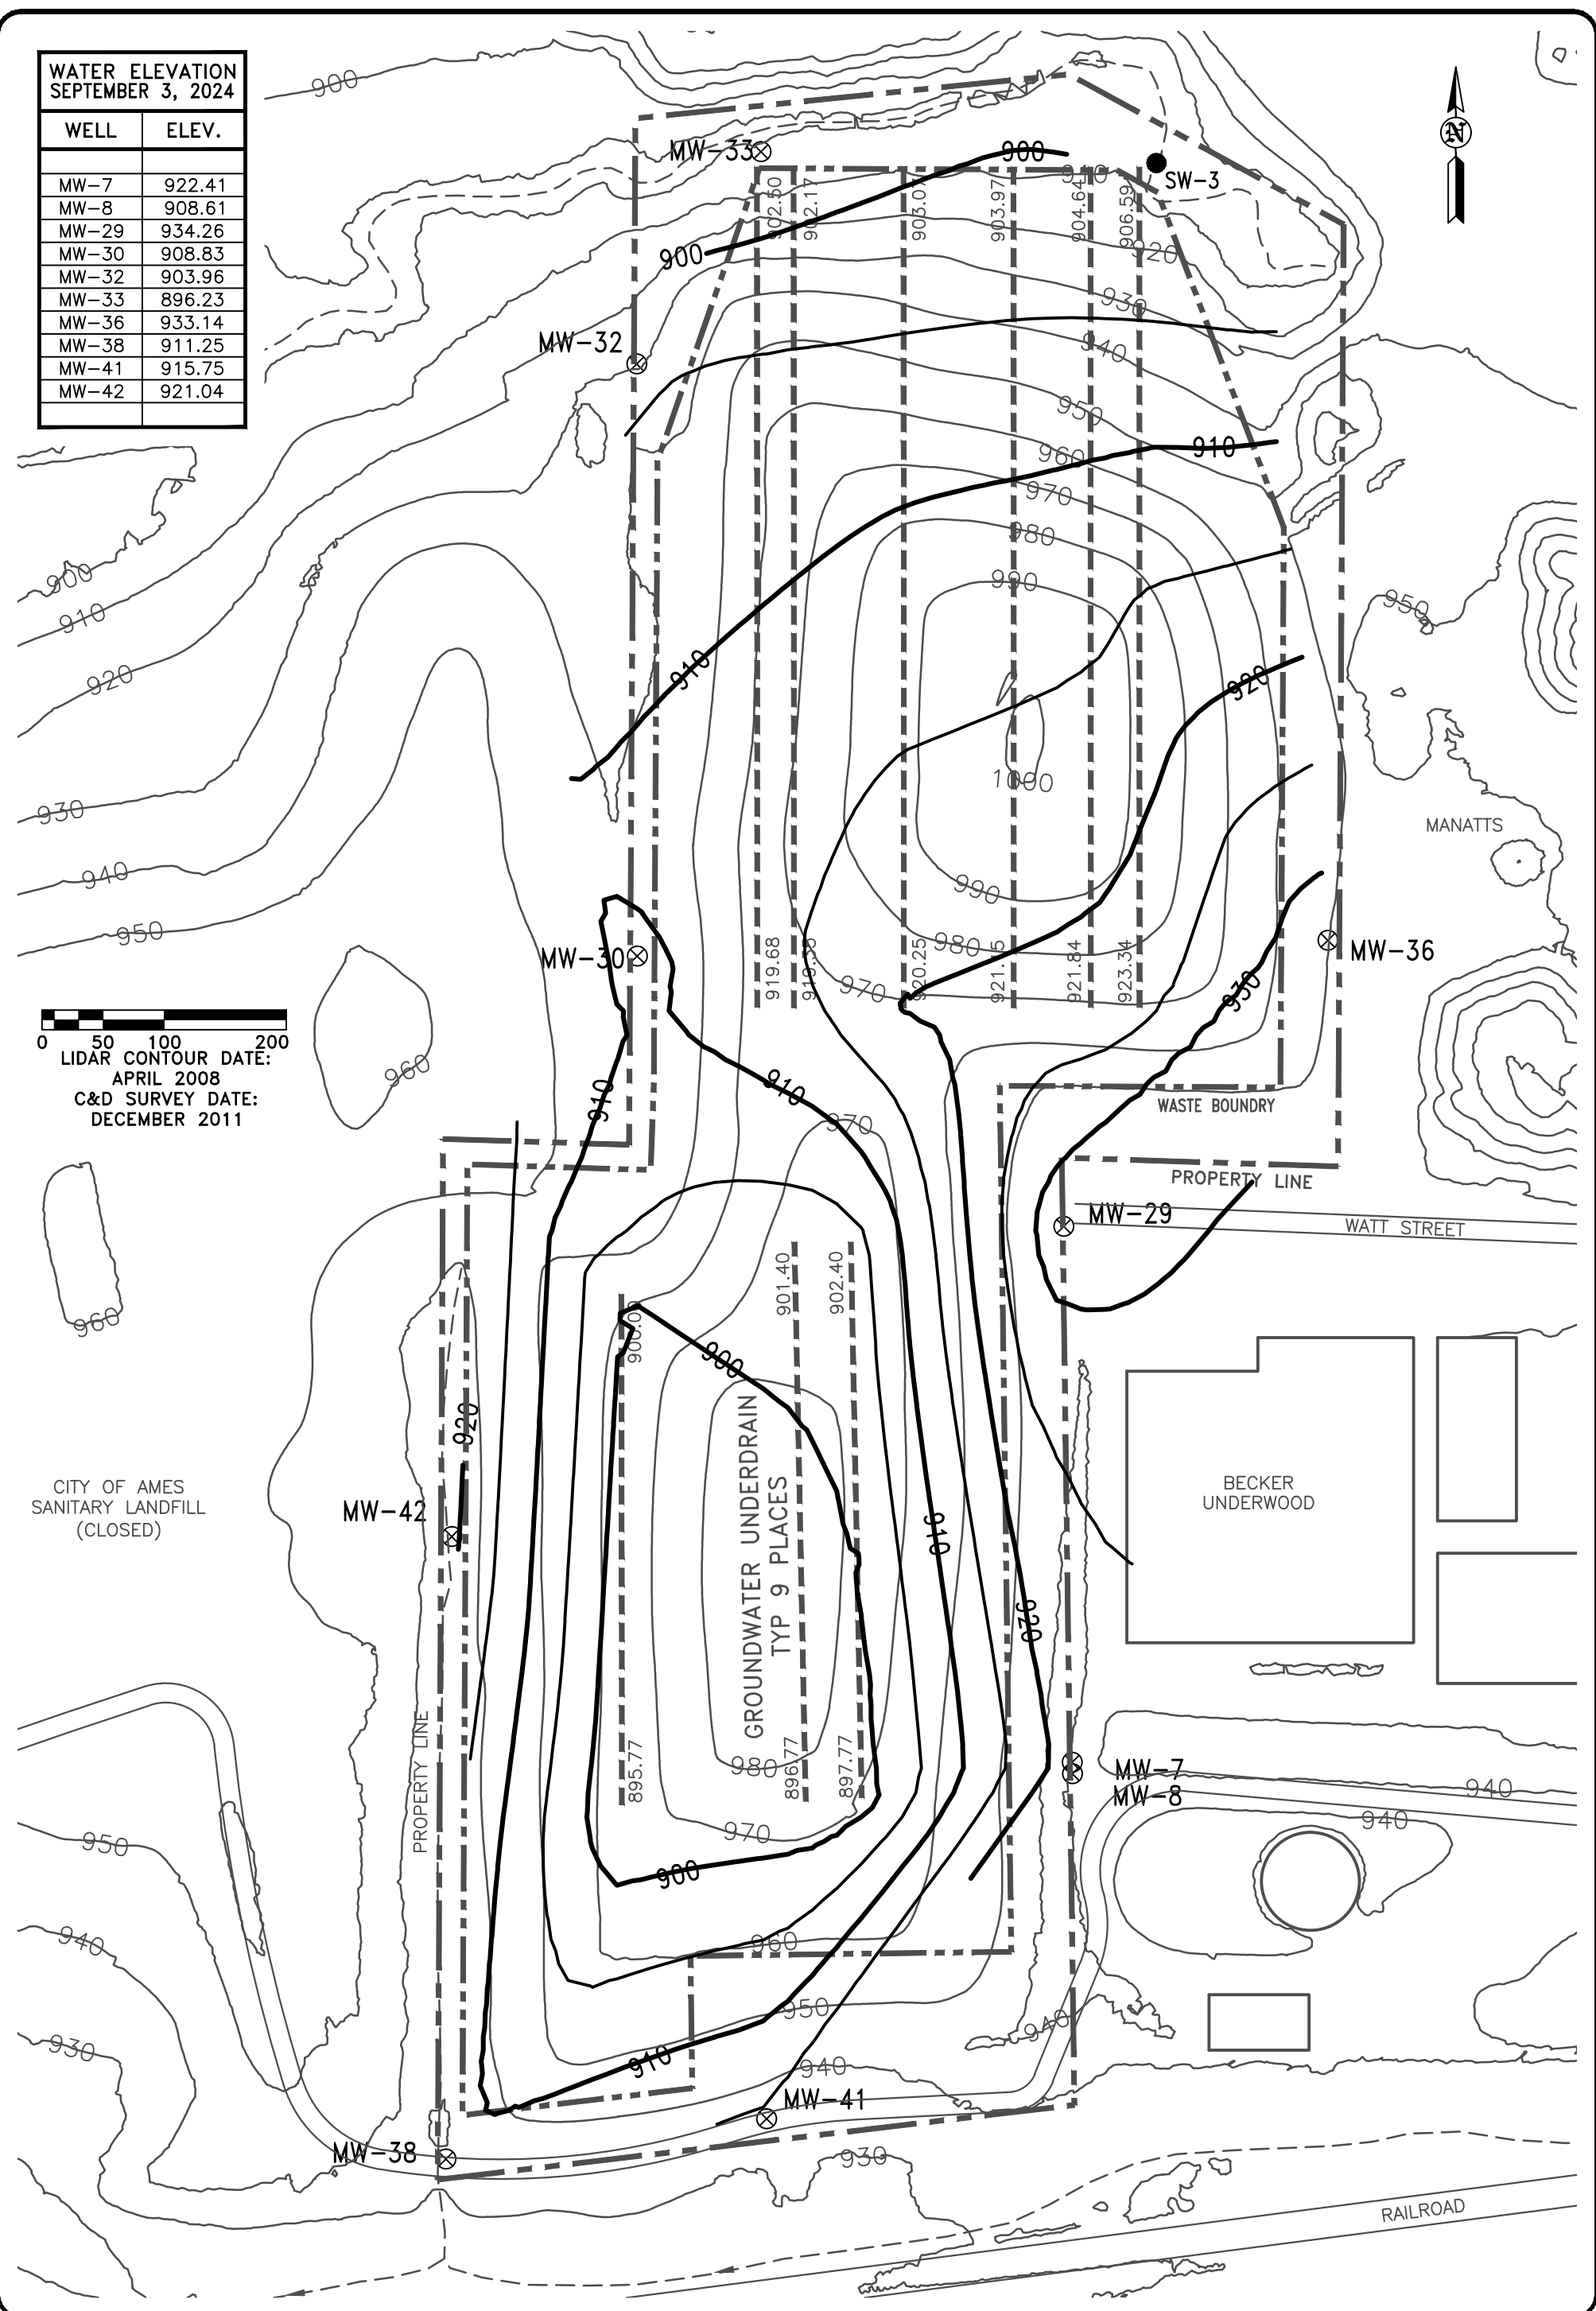 WATER ELEVATION
SEPTEMBER 3, 2024
WELL ELEV.
MW-7 922.41
MW-8 908.61
MW-29 934.26
MW-30 908.83
MW-32 903.96
MW-33 896.23
MW-36 933.14
MW-38 911.25
MW-41 915.75
MW-42 921.04
900
N
MW-33
900
910
SW-3
902.50
902.17
903.07
903.97
904.64
906.59
920
900
930
MW-32
940
950
910
960
970
980
900
990
950
910
920
910
920
1000
930
MANATTS
940
990
950
980
MW-30
MW-36
919.68
920.25
921.15
921.84
923.34
970
930
0 50 100 200
LIDAR CONTOUR DATE:
APRIL 2008
C&D SURVEY DATE:
DECEMBER 2011
960
910
910
970
WASTE BOUNDRY
PROPERTY LINE
MW-29
WATT STREET
901.40
902.40
960
900
920
CITY OF AMES
SANITARY LANDFILL
(CLOSED)
MW-42
GROUNDWATER UNDERDRAIN
TYP 9 PLACES
910
BECKER
UNDERWOOD
920
PROPERTY LINE
895.77
896.77
897.77
980
MW-7
MW-8
940
940
970
950
900
940
960
950
940
930
910
940
MW-41
MW-38
930
RAILROAD